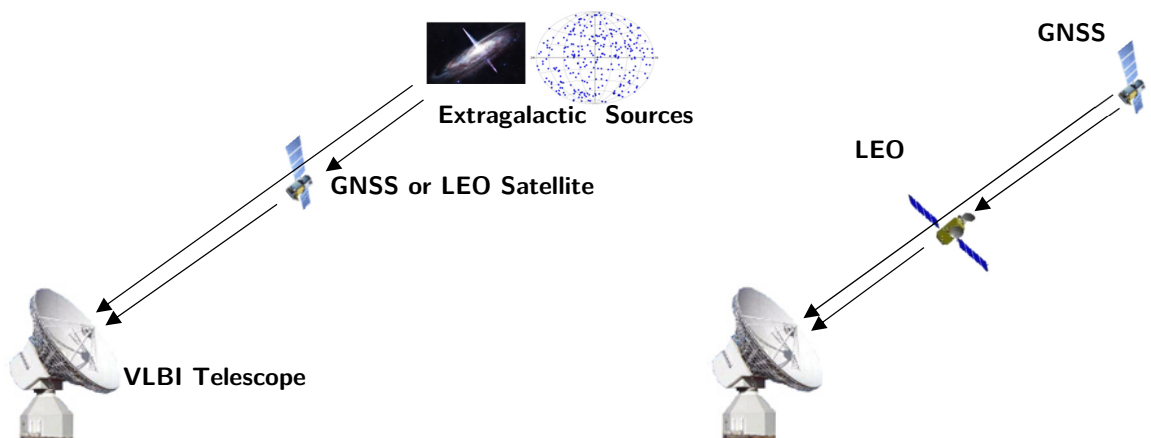 Extragalactic Sources
GNSS or LEO Satellite
VLBI Telescope
GNSS
LEO